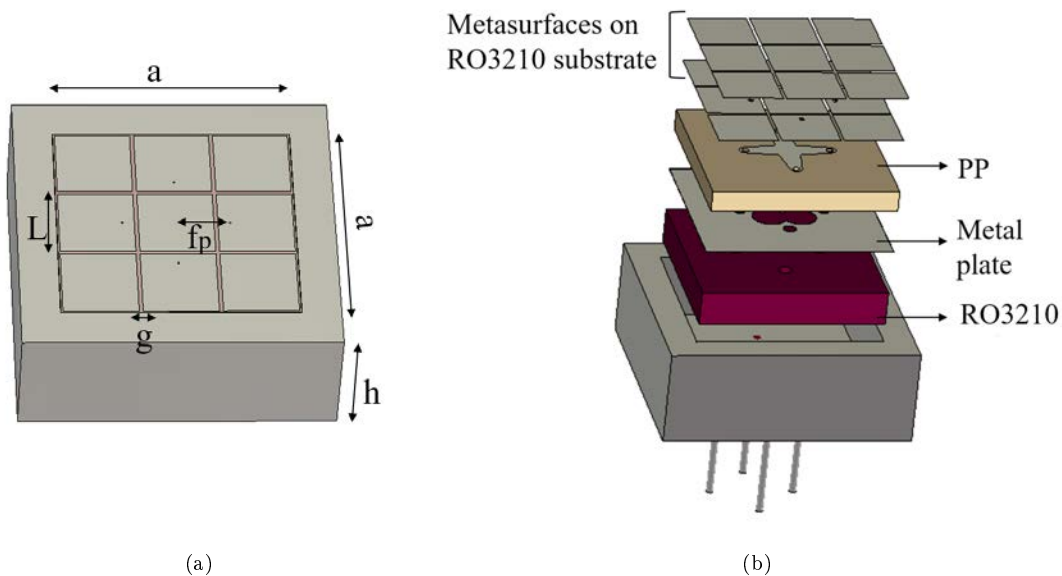 a
a
L
fp
g
h
(a)
Metasurfaces on
RO3210 substrate
PP
Metal
plate
RO3210
(b)